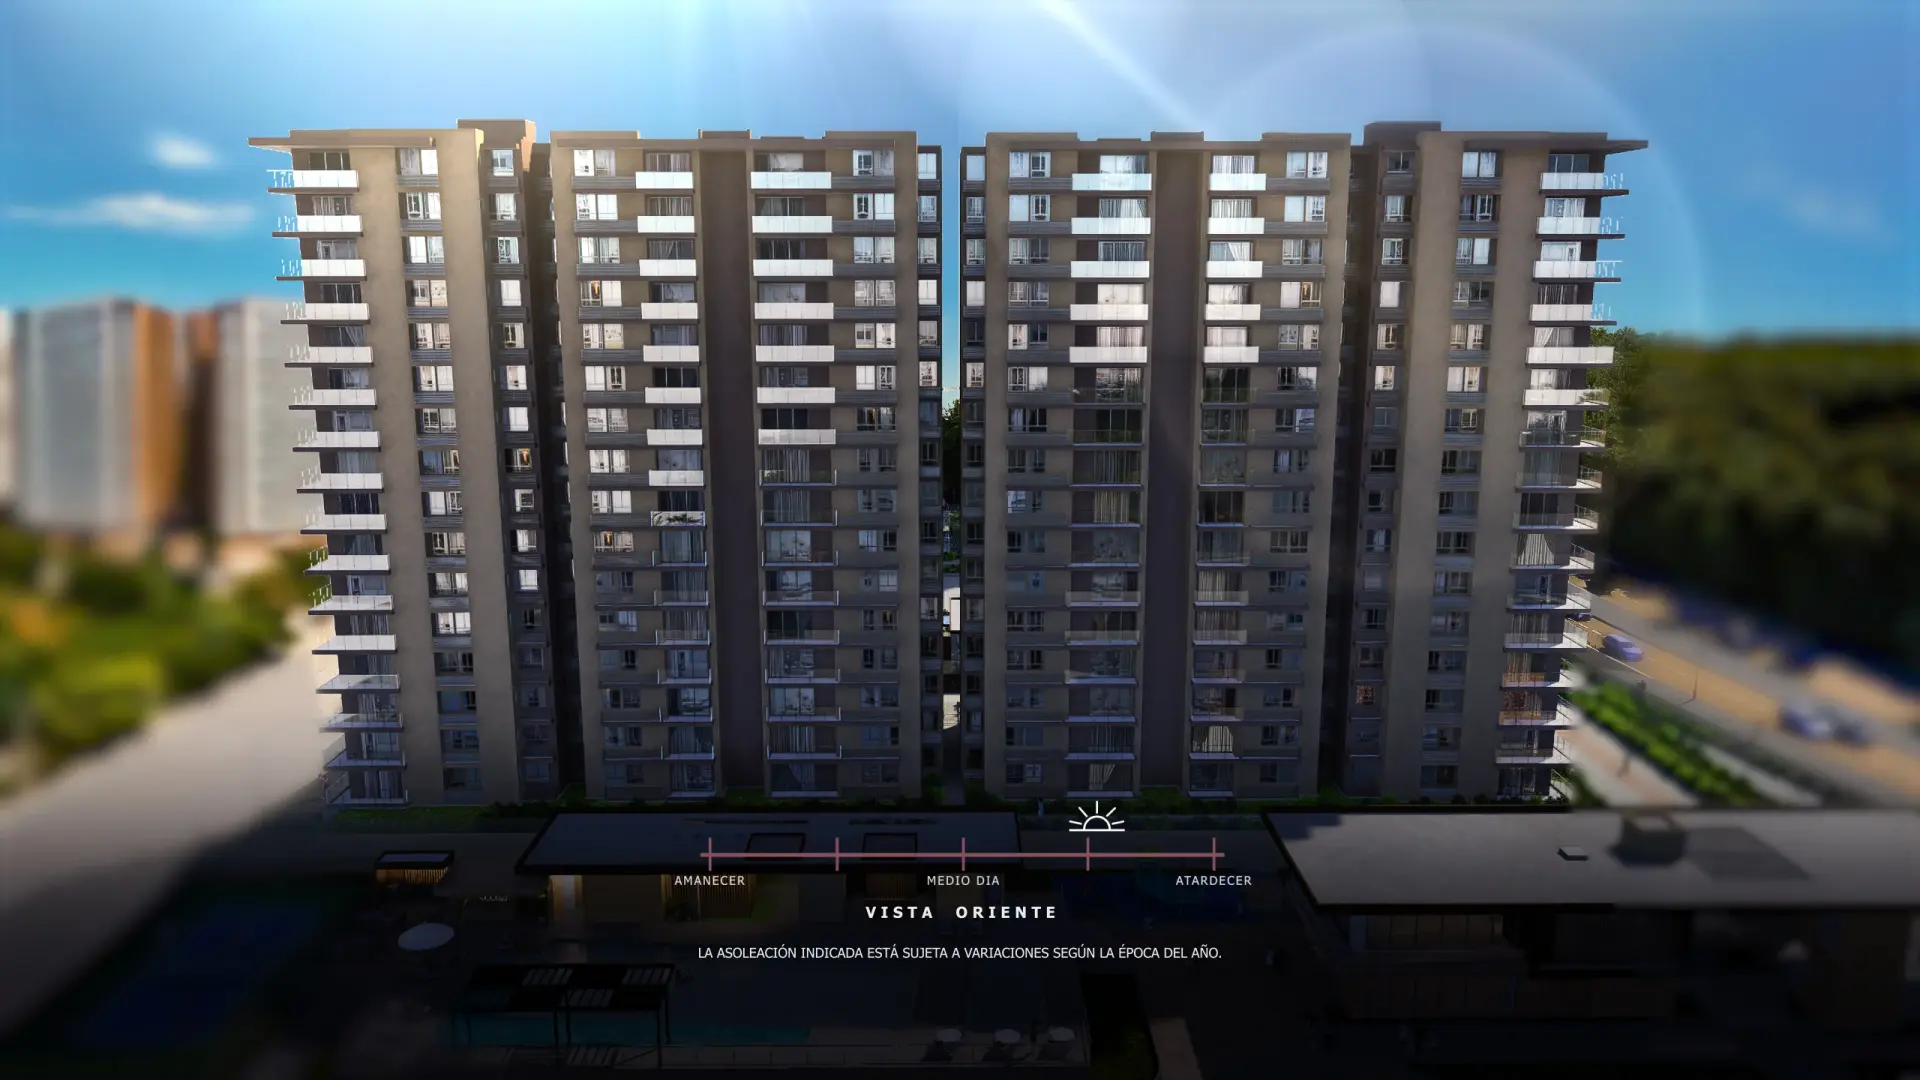 AMANECER MEDIO DIA ATARDECER
VISTA ORIENTE
LA ASOLEACIÓN INDICADA ESTÁ SUJETA A VARIACIONES SEGÚN LA ÉPOCA DEL AÑO.